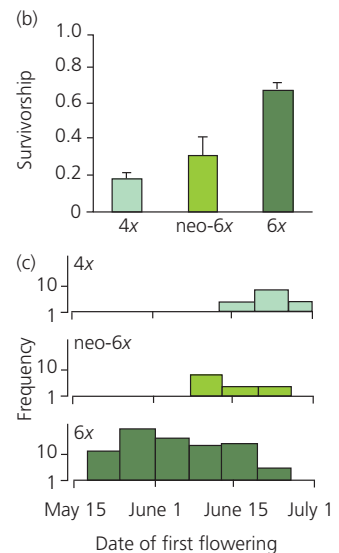 (b)
1.0
0.8
0.6
0.4
0.2
0
Survivorship
4x
neo-6x
6x
(c)
4x
10
1
neo-6x
10
1
6x
10
1
Frequency
May 15
June 1
June 15
July 1
Date of first flowering